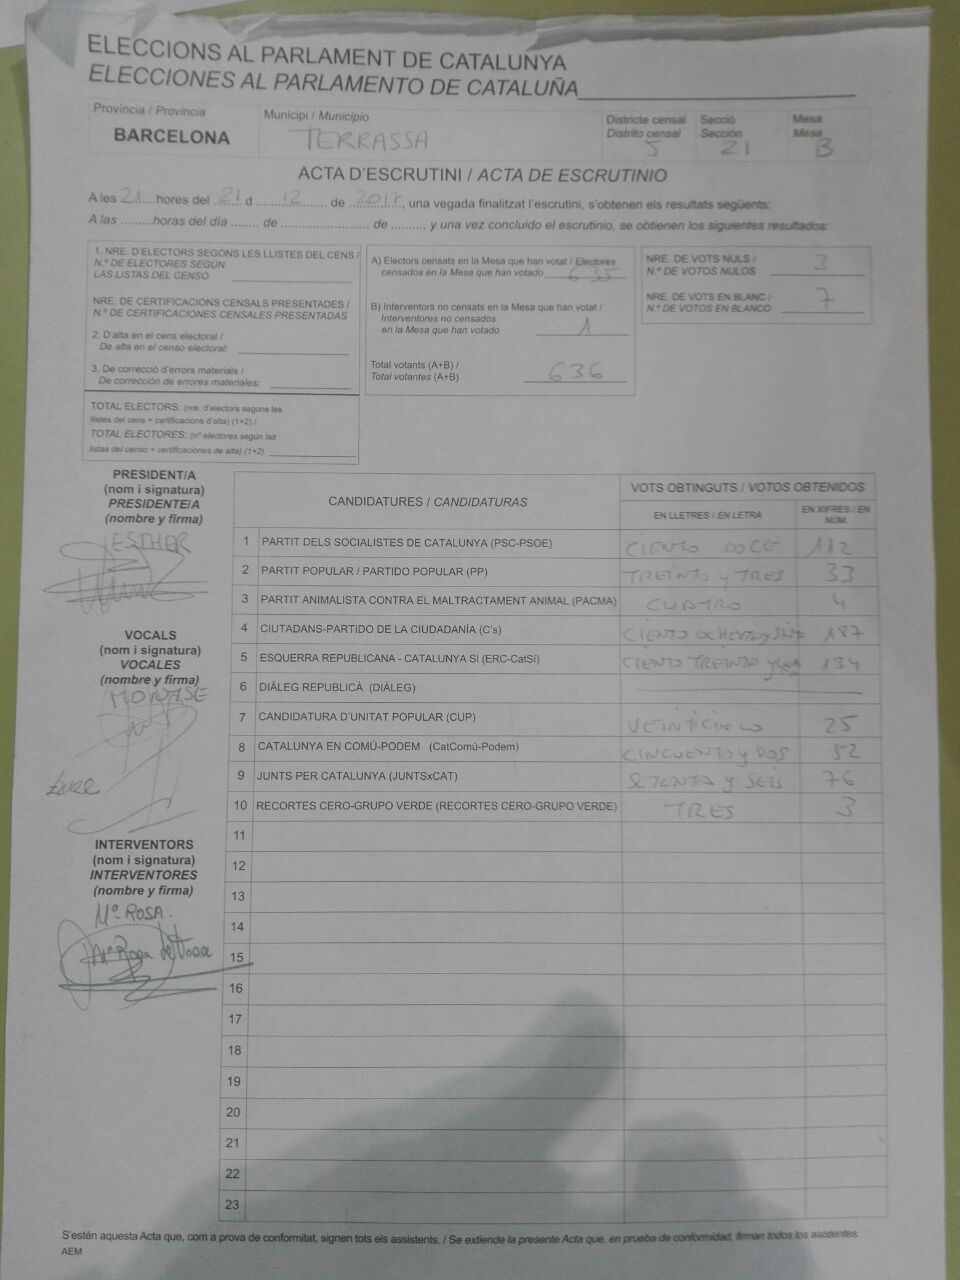 ELECCIONS AL PARLAMENT DE CATALUNYA
ELECCIONES AL PARLAMENTO DE CATALUÑA
Província / Provincia
BARCELONA
Municipi / Municipio
TERRASSA
Districte censal
Distrito censal
5
Secció
Sección
21
Mesa
Mesa
B
ACTA D'ESCRUTINI / ACTA DE ESCRUTINIO
A les 21 hores del 21 d 12 de 2017, una vegada finalitzat l'escrutini, s'obtenen els resultats següents:
A las ......... horas del día ....... de ...................... de ........., y una vez concluido el escrutinio, se obtienen los siguientes resultados:
1. NRE. D'ELECTORS SEGONS LES LLISTES DEL CENS /
N.º DE ELECTORES SEGÚN
LAS LISTAS DEL CENSO
NRE. DE CERTIFICACIONS CENSALS PRESENTADES /
N.º DE CERTIFICACIONES CENSALES PRESENTADAS
2. D'alta en el cens electoral /
De alta en el censo electoral:
3. De correcció d'errors materials /
De corrección de errores materiales:
TOTAL ELECTORS: (nre. d'electors segons les
llistes del cens + certificacions d'alta) (1+2) /
TOTAL ELECTORES: (nº electores según las
listas del censo + certificaciones de alta) (1+2)
A) Electors censats en la Mesa que han votat / Electores
censados en la Mesa que han votado 635
B) Interventors no censats en la Mesa que han votat /
Interventores no censados
en la Mesa que han votado 1
Total votants (A+B) /
Total votantes (A+B) 636
NRE. DE VOTS NULS /
N.º DE VOTOS NULOS 3
NRE. DE VOTS EN BLANC /
N.º DE VOTOS EN BLANCO 7
PRESIDENT/A
(nom i signatura)
PRESIDENTE/A
(nombre y firma)
ESTHER
VOCALS
(nom i signatura)
VOCALES
(nombre y firma)
MONTSE
INTERVENTORS
(nom i signatura)
INTERVENTORES
(nombre y firma)
Mª ROSA.
CANDIDATURES / CANDIDATURAS
VOTS OBTINGUTS / VOTOS OBTENIDOS
EN LLETRES / EN LETRA
EN XIFRES / EN
NÚM.
1 PARTIT DELS SOCIALISTES DE CATALUNYA (PSC-PSOE) CIENTO DOCE 112
2 PARTIT POPULAR / PARTIDO POPULAR (PP) TREINTA Y TRES 33
3 PARTIT ANIMALISTA CONTRA EL MALTRACTAMENT ANIMAL (PACMA) CUATRO 4
4 CIUTADANS-PARTIDO DE LA CIUDADANÍA (C's) CIENTO OCHENTA y 187
5 ESQUERRA REPUBLICANA - CATALUNYA SÍ (ERC-CatSí) CIENTO TREINTA 134
6 DIÀLEG REPUBLICÀ (DIÀLEG)
7 CANDIDATURA D'UNITAT POPULAR (CUP) VEINTICINCO 25
8 CATALUNYA EN COMÚ-PODEM (CatComú-Podem) CINCUENTA y DOS 52
9 JUNTS PER CATALUNYA (JUNTSxCAT) SETENTA y SEIS 76
10 RECORTES CERO-GRUPO VERDE (RECORTES CERO-GRUPO VERDE) TRES 3
11
12
13
14
15
16
17
18
19
20
21
22
23
S'estén aquesta Acta que, com a prova de conformitat, signen tots els assistents. / Se extiende la presente Acta que, en prueba de conformidad, firman todos los asistentes.
AEM